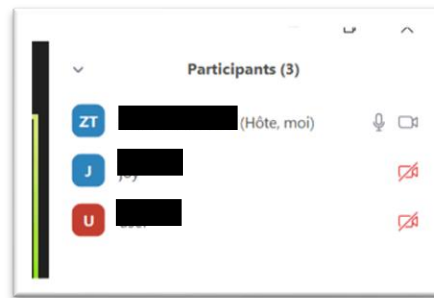 Participants (3)
ZT (Hôte, moi)
J
U